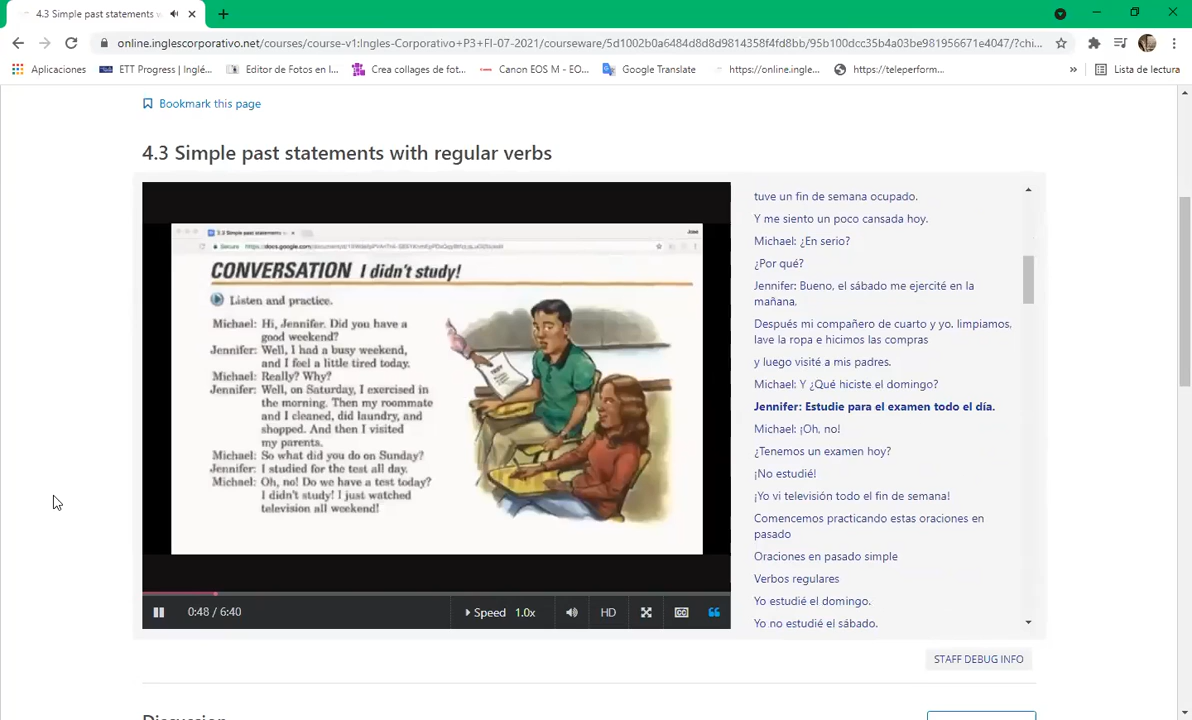 4.3 Simple past statements w
online.inglescorporativo.net/courses/course-v1:Ingles-Corporativo+P3+FI-07-2021/courseware/5d1002b0a6484d8d8d9814358f4fd8bb/95b100dcc35b4a03be981956671e4047/?chi...
Aplicaciones ETT Progress | Inglé... Editor de Fotos en l... Crea collages de fot... Canon EOS M - EO... Google Translate https://online.ingle... https://teleperform... » Lista de lectura
Bookmark this page
4.3 Simple past statements with regular verbs
3.3 Simple past statements w
Secure
CONVERSATION I didn't study!
Listen and practice.
Michael: Hi, Jennifer. Did you have a
good weekend?
Jennifer: Well, I had a busy weekend,
and I feel a little tired today.
Michael: Really? Why?
Jennifer: Well, on Saturday, I exercised in
the morning. Then my roommate
and I cleaned, did laundry, and
shopped. And then I visited
my parents.
Michael: So what did you do on Sunday?
Jennifer: I studied for the test all day.
Michael: Oh, no! Do we have a test today?
I didn't study! I just watched
television all weekend!
0:48 / 6:40
Speed 1.0x
HD
tuve un fin de semana ocupado.
Y me siento un poco cansada hoy.
Michael: ¿En serio?
¿Por qué?
Jennifer: Bueno, el sábado me ejercité en la
mañana.
Después mi compañero de cuarto y yo. limpiamos,
lave la ropa e hicimos las compras
y luego visité a mis padres.
Michael: Y ¿Qué hiciste el domingo?
Jennifer: Estudie para el examen todo el día.
Michael: ¡Oh, no!
¿Tenemos un examen hoy?
¡No estudié!
¡Yo vi televisión todo el fin de semana!
Comencemos practicando estas oraciones en
pasado
Oraciones en pasado simple
Verbos regulares
Yo estudié el domingo.
Yo no estudié el sábado.
STAFF DEBUG INFO
Discussion